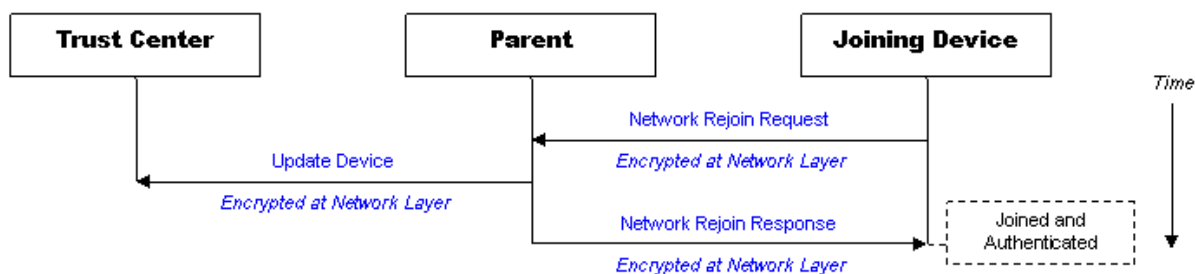 Trust Center
Parent
Joining Device
Time
Network Rejoin Request
Encrypted at Network Layer
Update Device
Encrypted at Network Layer
Network Rejoin Response
Encrypted at Network Layer
Joined and
Authenticated